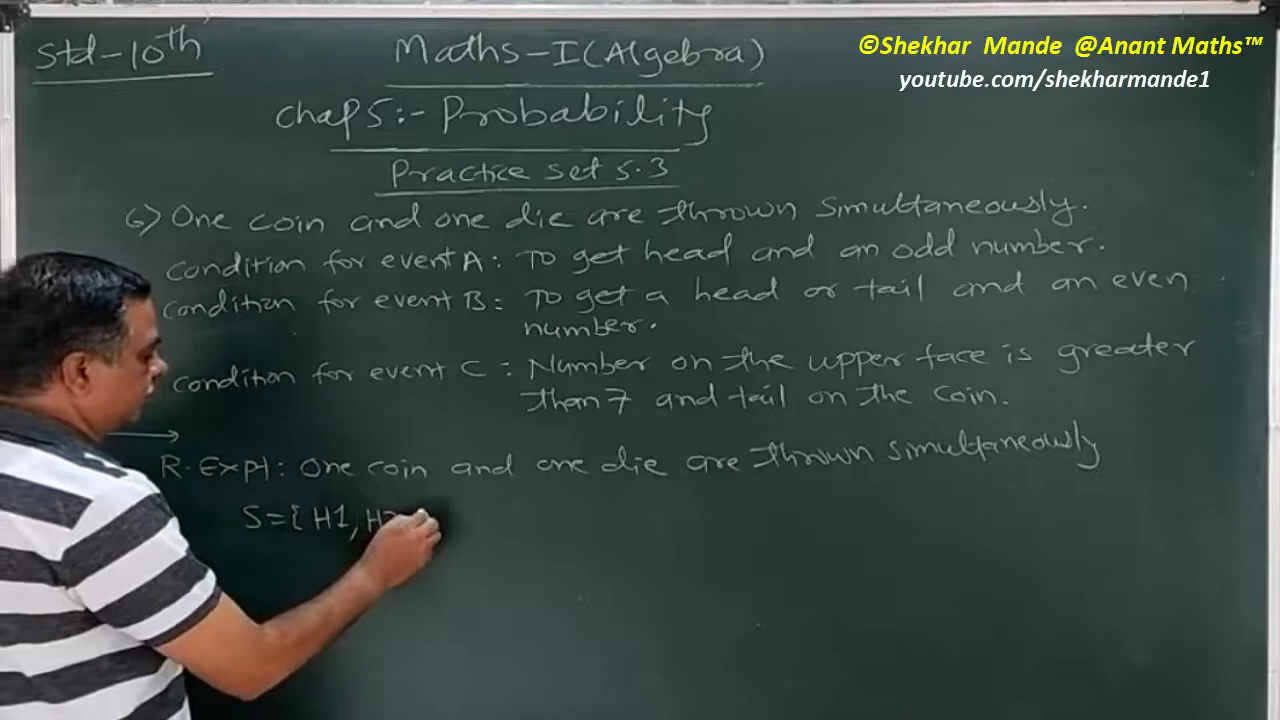 Std-10th
Maths-I (Algebra)
©Shekhar Mande @Anant Maths™
youtube.com/shekharmande1
Chap 5:- Probability
Practice set 5.3
6) One coin and one die are thrown simultaneously.
Condition for event A: To get head and an odd number.
Condition for event B: To get a head or tail and an even
number.
Condition for event C: Number on the upper face is greater
than 7 and tail on the coin.
R.Expt: One coin and one die are thrown simultaneously
S={H1, H2